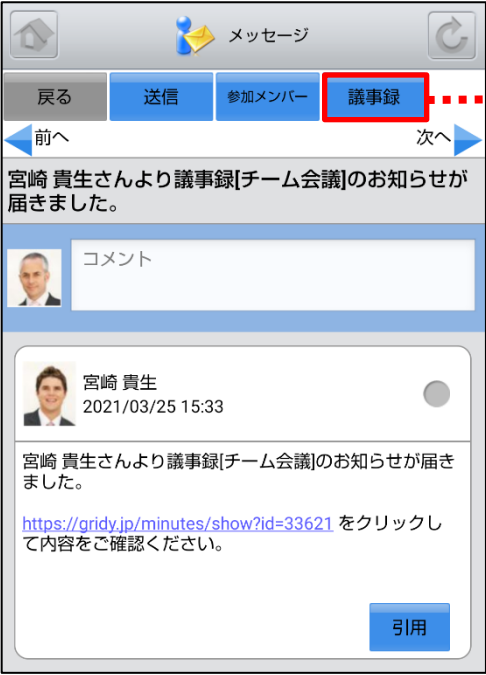 メッセージ
戻る 送信 参加メンバー 議事録
前へ 次へ
宮崎 貴生さんより議事録[チーム会議]のお知らせが
届きました。
コメント
宮崎 貴生
2021/03/25 15:33
宮崎 貴生さんより議事録[チーム会議]のお知らせが届き
ました。
https://gridy.jp/minutes/show?id=33621 をクリックし
て内容をご確認ください。
引用